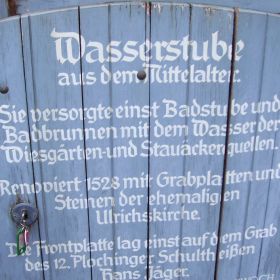 Wasserstube
aus dem Mittelalter.
Sie versorgte einst Badstube und
Badbrunnen mit dem Wasser der
Wiesgärten-und Stauäckerquellen.
Renoviert 1528 mit Grabplatten und
Steinen der ehemaligen
Ulrichskirche.
Die Frontplatte lag einst auf dem Grab
des 12. Plochinger Schultheißen
Hans Jäger.